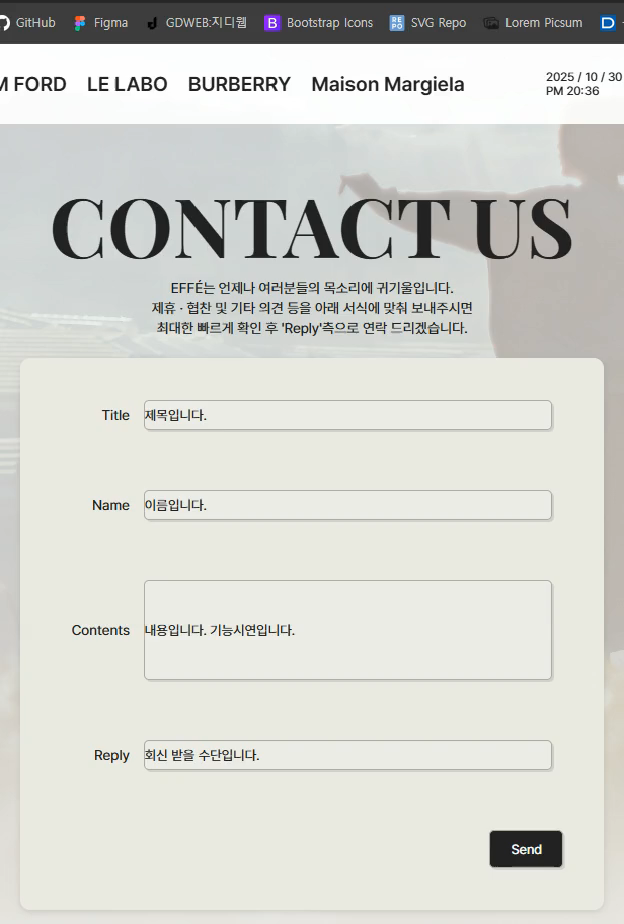 GitHub Figma GDWEB:지디웹 Bootstrap Icons SVG Repo Lorem Picsum
M FORD LE LABO BURBERRY Maison Margiela
2025 / 10 / 30
PM 20:36
CONTACT US
EFFÉ는 언제나 여러분들의 목소리에 귀기울입니다.
제휴 · 협찬 및 기타 의견 등을 아래 서식에 맞춰 보내주시면
최대한 빠르게 확인 후 'Reply'측으로 연락 드리겠습니다.
Title 제목입니다.
Name 이름입니다.
Contents 내용입니다. 기능시연입니다.
Reply 회신 받을 수단입니다.
Send